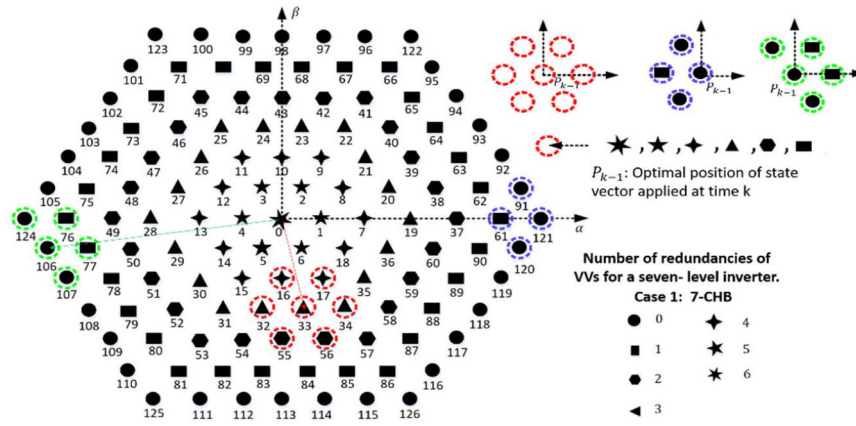 β
123 100 99 98 97 96 122
101 71 70 69 68 67 66 95
102 72 45 44 43 42 41 65 94
103 73 46 25 24 23 22 40 64 93
104 74 47 26 11 10 9 21 39 63 92
105 75 48 27 12 3 2 8 20 38 62 91
124 76 49 28 13 4 0 1 7 19 37 61 121 α
106 77 50 29 14 5 6 18 36 60 90 120
107 78 51 30 15 16 17 35 59 89 119
108 79 52 31 32 33 34 58 88 118
109 80 53 54 55 56 57 87 117
110 81 82 83 84 85 86 116
125 111 112 113 114 115 126
P k-1
P k-1
P k-1
, , , , ,
P k-1: Optimal position of state
vector applied at time k
Number of redundancies of
VVs for a seven- level inverter.
Case 1: 7-CHB
0 4
1 5
2 6
3